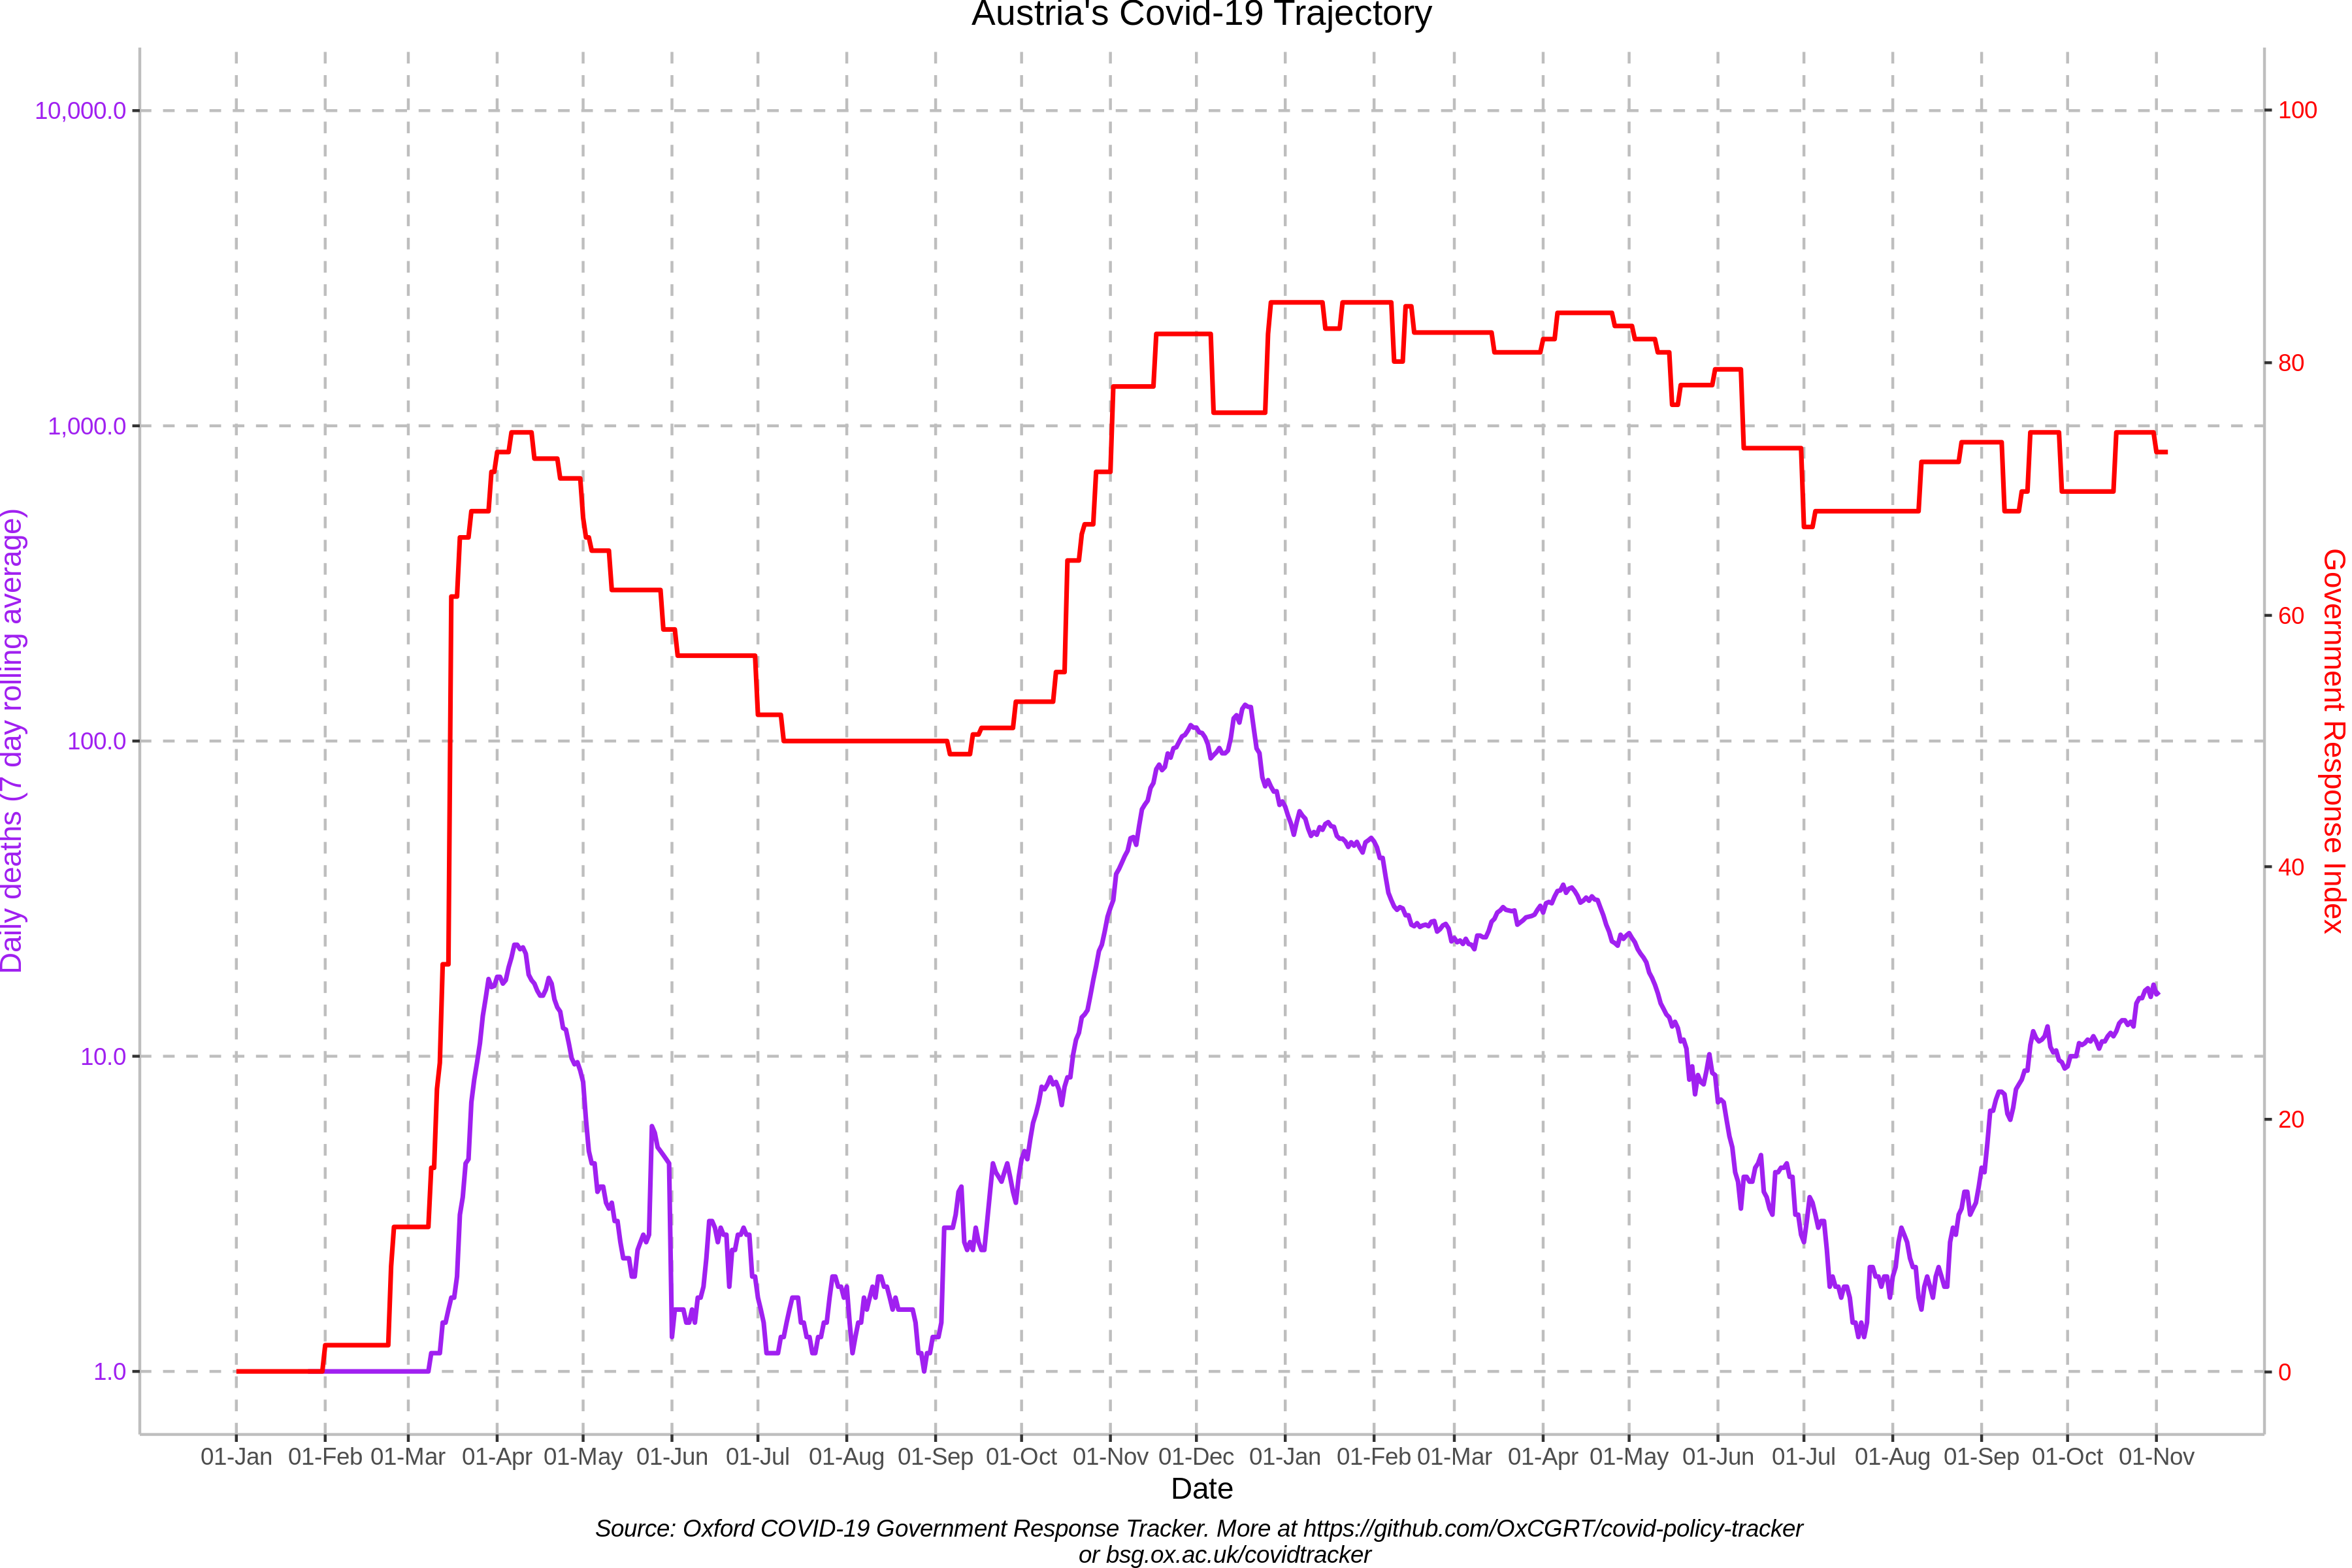 Austria's Covid-19 Trajectory
10,000.0
1,000.0
100.0
10.0
1.0
Daily deaths (7 day rolling average)
100
80
60
40
20
0
Government Response Index
01-Jan 01-Feb 01-Mar 01-Apr 01-May 01-Jun 01-Jul 01-Aug 01-Sep 01-Oct 01-Nov 01-Dec 01-Jan 01-Feb 01-Mar 01-Apr 01-May 01-Jun 01-Jul 01-Aug 01-Sep 01-Oct 01-Nov
Date
Source: Oxford COVID-19 Government Response Tracker. More at https://github.com/OxCGRT/covid-policy-tracker
or bsg.ox.ac.uk/covidtracker